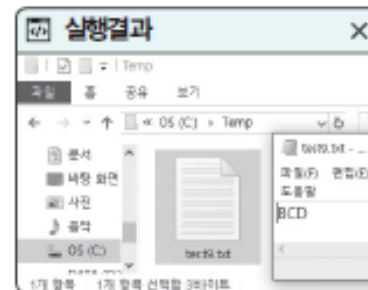 실행결과
Temp
파일 홈 공유 보기
« OS (C:) › Temp
문서
바탕 화면
사진
음악
OS (C:)
test9.txt
test9.txt - ...
파일(F) 편집(E)
도움말
BCD
1개 항목 1개 항목 선택함 3바이트